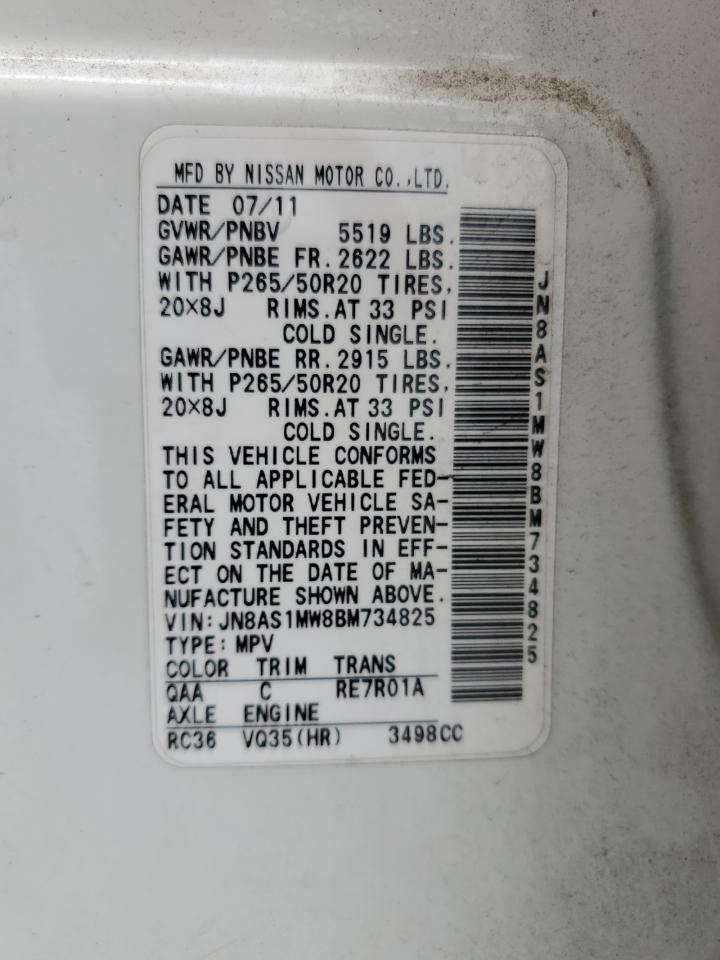 MFD BY NISSAN MOTOR CO.,LTD.
DATE 07/11
GVWR/PNBV 5519 LBS.
GAWR/PNBE FR. 2622 LBS.
WITH P265/50R20 TIRES,
20×8J RIMS.AT 33 PSI
COLD SINGLE.
GAWR/PNBE RR. 2915 LBS.
WITH P265/50R20 TIRES,
20×8J RIMS.AT 33 PSI
COLD SINGLE.
THIS VEHICLE CONFORMS
TO ALL APPLICABLE FED-
ERAL MOTOR VEHICLE SA-
FETY AND THEFT PREVEN-
TION STANDARDS IN EFF-
ECT ON THE DATE OF MA-
NUFACTURE SHOWN ABOVE.
VIN:JN8AS1MW8BM734825
TYPE:MPV
COLOR TRIM TRANS
QAA C RE7R01A
AXLE ENGINE
RC36 VQ35(HR) 3498CC
JN8AS1MW8BM734825